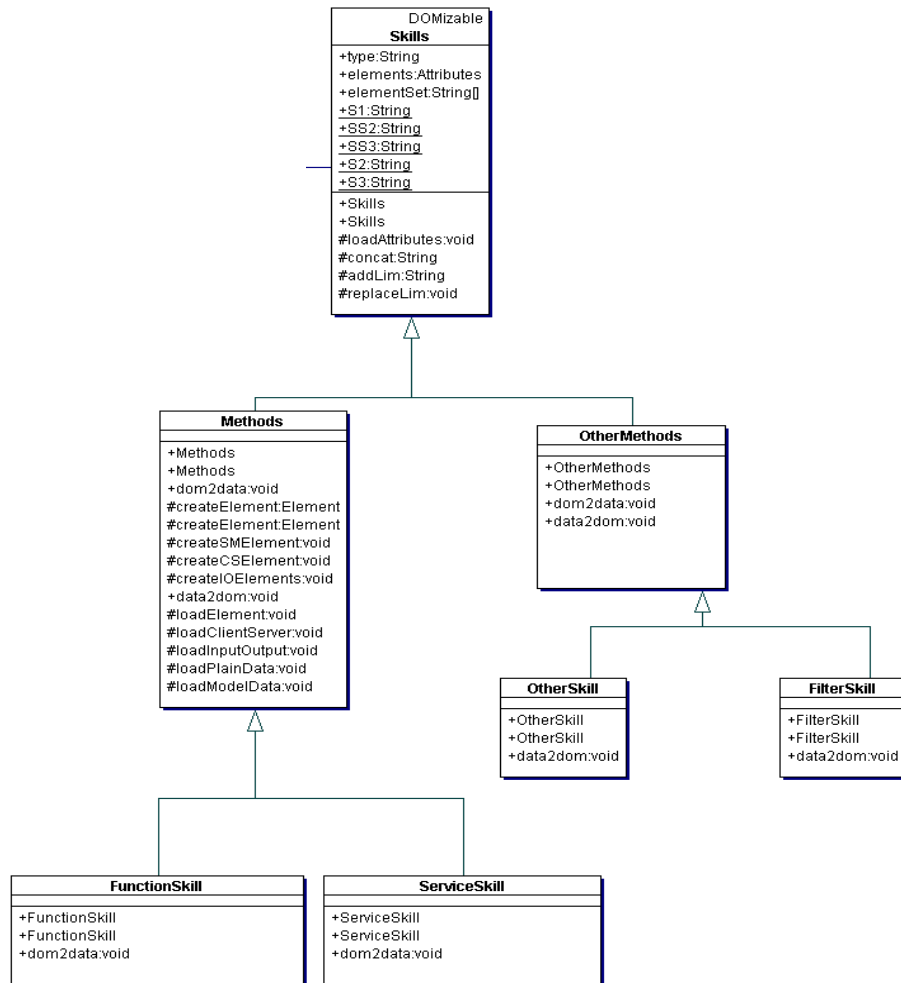 DOMizable
Skills
+type:String
+elements:Attributes
+elementSet:String[]
+S1:String
+SS2:String
+SS3:String
+S2:String
+S3:String
+Skills
+Skills
#loadAttributes:void
#concat:String
#addLim:String
#replaceLim:void
Methods
+Methods
+Methods
+dom2data:void
#createElement:Element
#createElement:Element
#createSMElement:void
#createCSElement:void
#createIOElements:void
+data2dom:void
#loadElement:void
#loadClientServer:void
#loadInputOutput:void
#loadPlainData:void
#loadModelData:void
OtherMethods
+OtherMethods
+OtherMethods
+dom2data:void
+data2dom:void
OtherSkill
+OtherSkill
+OtherSkill
+data2dom:void
FilterSkill
+FilterSkill
+FilterSkill
+data2dom:void
FunctionSkill
+FunctionSkill
+FunctionSkill
+dom2data:void
ServiceSkill
+ServiceSkill
+ServiceSkill
+dom2data:void